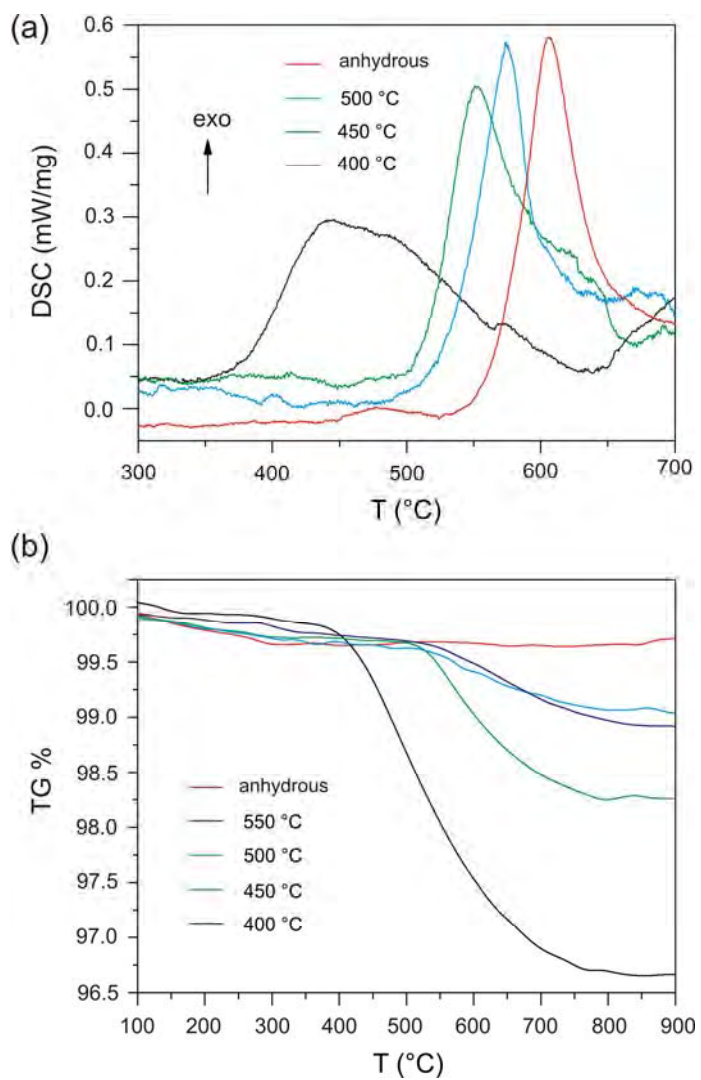 (a)
0.6
0.5
0.4
0.3
0.2
0.1
0.0
DSC (mW/mg)
exo
anhydrous
500 °C
450 °C
400 °C
300
400
500
600
700
T (°C)
(b)
100.0
99.5
99.0
98.5
98.0
97.5
97.0
96.5
TG %
anhydrous
550 °C
500 °C
450 °C
400 °C
100
200
300
400
500
600
700
800
900
T (°C)